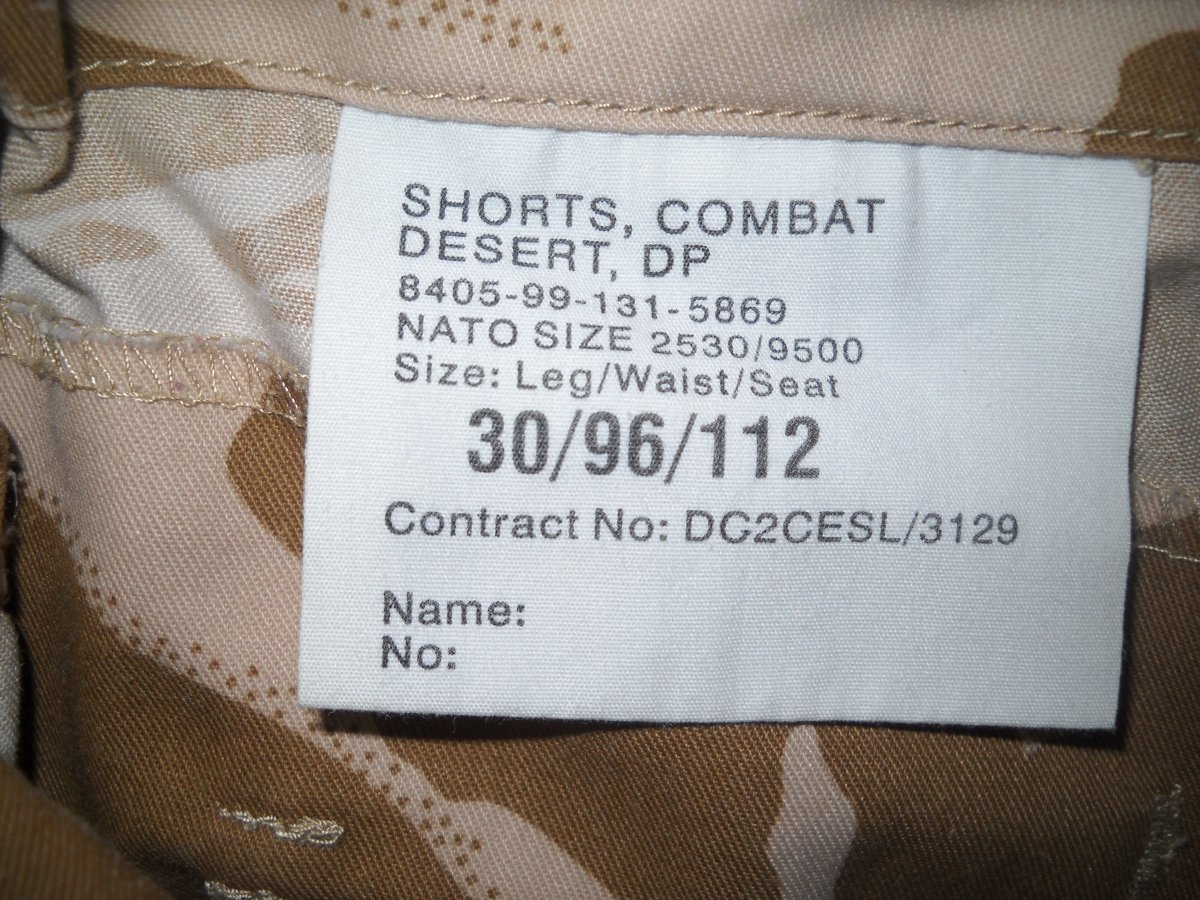 SHORTS, COMBAT
DESERT, DP
8405-99-131-5869
NATO SIZE 2530/9500
Size: Leg/Waist/Seat
30/96/112
Contract No: DC2CESL/3129
Name:
No: